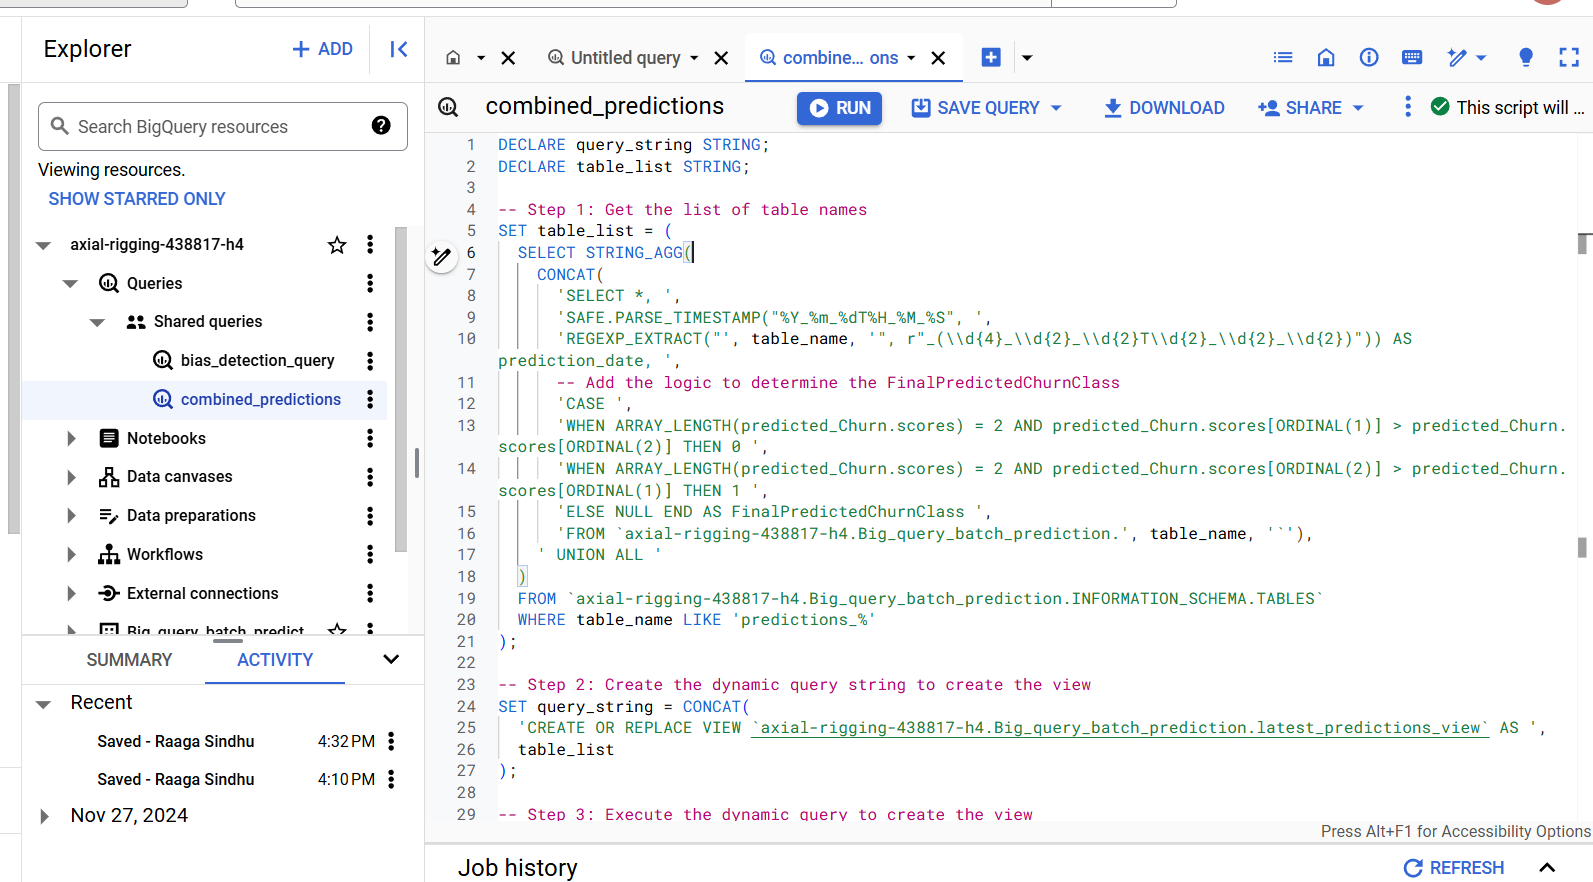 Explorer
ADD
Search BigQuery resources
Viewing resources.
SHOW STARRED ONLY
axial-rigging-438817-h4
Queries
Shared queries
bias_detection_query
combined_predictions
Notebooks
Data canvases
Data preparations
Workflows
External connections
Big_query_batch_predict
SUMMARY
ACTIVITY
Recent
Saved - Raaga Sindhu 4:32 PM
Saved - Raaga Sindhu 4:10 PM
Nov 27, 2024
Untitled query
combine... ons
combined_predictions
RUN
SAVE QUERY
DOWNLOAD
SHARE
This script will ...
1 DECLARE query_string STRING;
2 DECLARE table_list STRING;
3
4 -- Step 1: Get the list of table names
5 SET table_list = (
6 SELECT STRING_AGG(
7 CONCAT(
8 'SELECT *, ',
9 'SAFE.PARSE_TIMESTAMP("%Y_%m_%dT%H_%M_%S", ',
10 'REGEXP_EXTRACT("', table_name, '", r"_(\\d{4}_\\d{2}_\\d{2}T\\d{2}_\\d{2}_\\d{2})")) AS
prediction_date, ',
11 -- Add the logic to determine the FinalPredictedChurnClass
12 'CASE ',
13 'WHEN ARRAY_LENGTH(predicted_Churn.scores) = 2 AND predicted_Churn.scores[ORDINAL(1)] > predicted_Churn.
scores[ORDINAL(2)] THEN 0 ',
14 'WHEN ARRAY_LENGTH(predicted_Churn.scores) = 2 AND predicted_Churn.scores[ORDINAL(2)] > predicted_Churn.
scores[ORDINAL(1)] THEN 1 ',
15 'ELSE NULL END AS FinalPredictedChurnClass ',
16 'FROM `axial-rigging-438817-h4.Big_query_batch_prediction.', table_name, '`'),
17 ' UNION ALL '
18 )
19 FROM `axial-rigging-438817-h4.Big_query_batch_prediction.INFORMATION_SCHEMA.TABLES`
20 WHERE table_name LIKE 'predictions_%'
21 );
22
23 -- Step 2: Create the dynamic query string to create the view
24 SET query_string = CONCAT(
25 'CREATE OR REPLACE VIEW `axial-rigging-438817-h4.Big_query_batch_prediction.latest_predictions_view` AS ',
26 table_list
27 );
28
29 -- Step 3: Execute the dynamic query to create the view
Press Alt+F1 for Accessibility Options
Job history
REFRESH